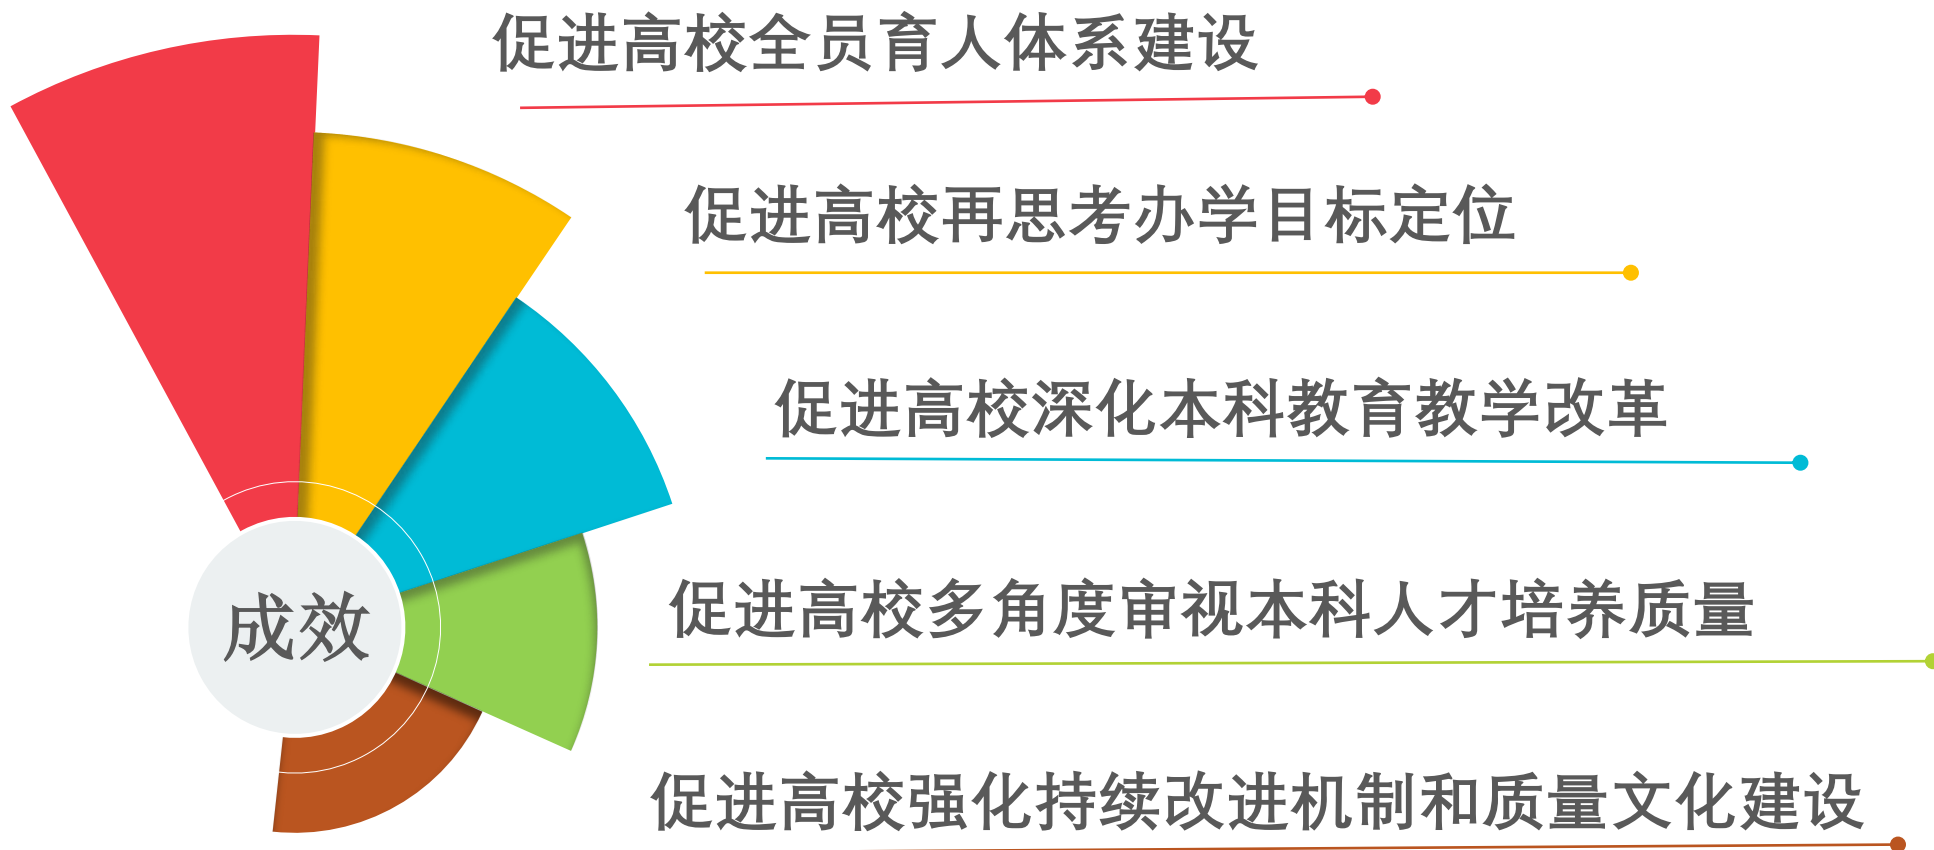 促进高校全员育人体系建设
促进高校再思考办学目标定位
促进高校深化本科教育教学改革
成效
促进高校多角度审视本科人才培养质量
促进高校强化持续改进机制和质量文化建设